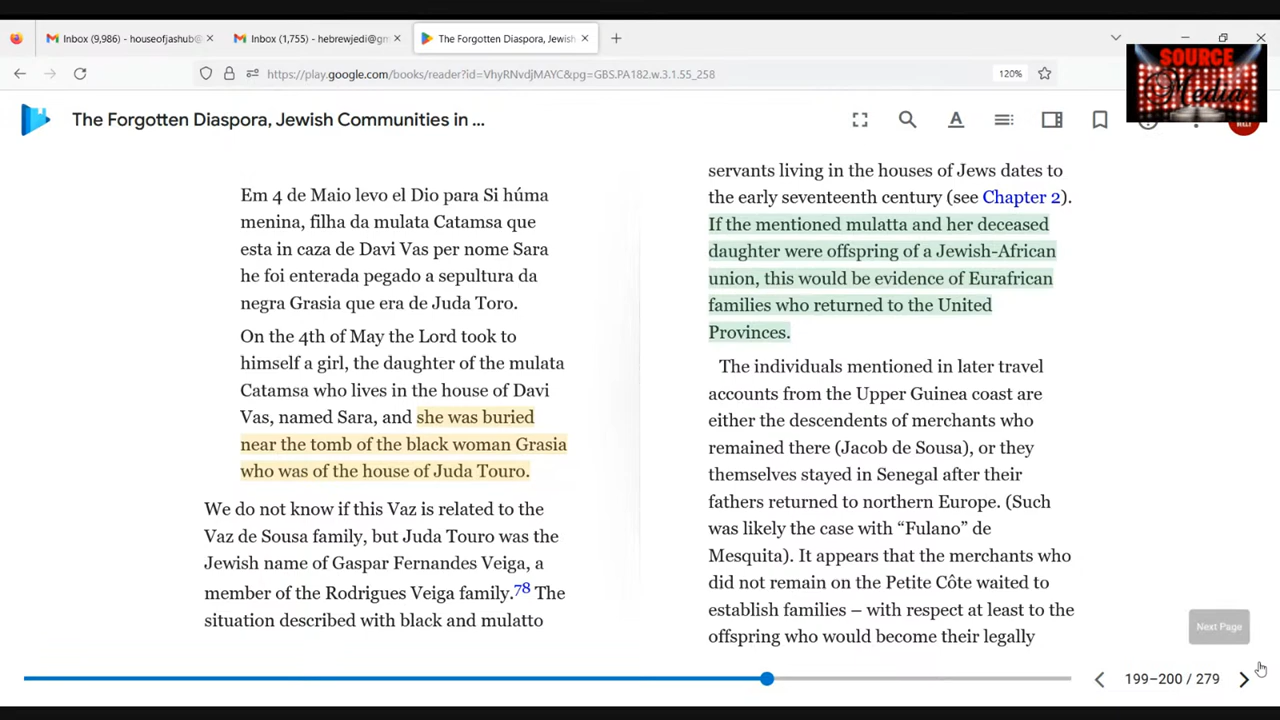 Inbox (9,986) - houseofjashub@
Inbox (1,755) - hebrewjedi@gm
The Forgotten Diaspora, Jewish
https://play.google.com/books/reader?id=VhyRNvdjMAYC&pg=GBS.PA182.w.3.1.55_258
120%
SOURCE
Media
The Forgotten Diaspora, Jewish Communities in ...
Em 4 de Maio levo el Dio para Si húma
menina, filha da mulata Catamsa que
esta in caza de Davi Vas per nome Sara
he foi enterada pegado a sepultura da
negra Grasia que era de Juda Toro.
On the 4th of May the Lord took to
himself a girl, the daughter of the mulata
Catamsa who lives in the house of Davi
Vas, named Sara, and she was buried
near the tomb of the black woman Grasia
who was of the house of Juda Touro.
We do not know if this Vaz is related to the
Vaz de Sousa family, but Juda Touro was the
Jewish name of Gaspar Fernandes Veiga, a
member of the Rodrigues Veiga family.78 The
situation described with black and mulatto
servants living in the houses of Jews dates to
the early seventeenth century (see Chapter 2).
If the mentioned mulatta and her deceased
daughter were offspring of a Jewish-African
union, this would be evidence of Eurafrican
families who returned to the United
Provinces.
The individuals mentioned in later travel
accounts from the Upper Guinea coast are
either the descendents of merchants who
remained there (Jacob de Sousa), or they
themselves stayed in Senegal after their
fathers returned to northern Europe. (Such
was likely the case with “Fulano” de
Mesquita). It appears that the merchants who
did not remain on the Petite Côte waited to
establish families – with respect at least to the
offspring who would become their legally
Next Page
199–200 / 279